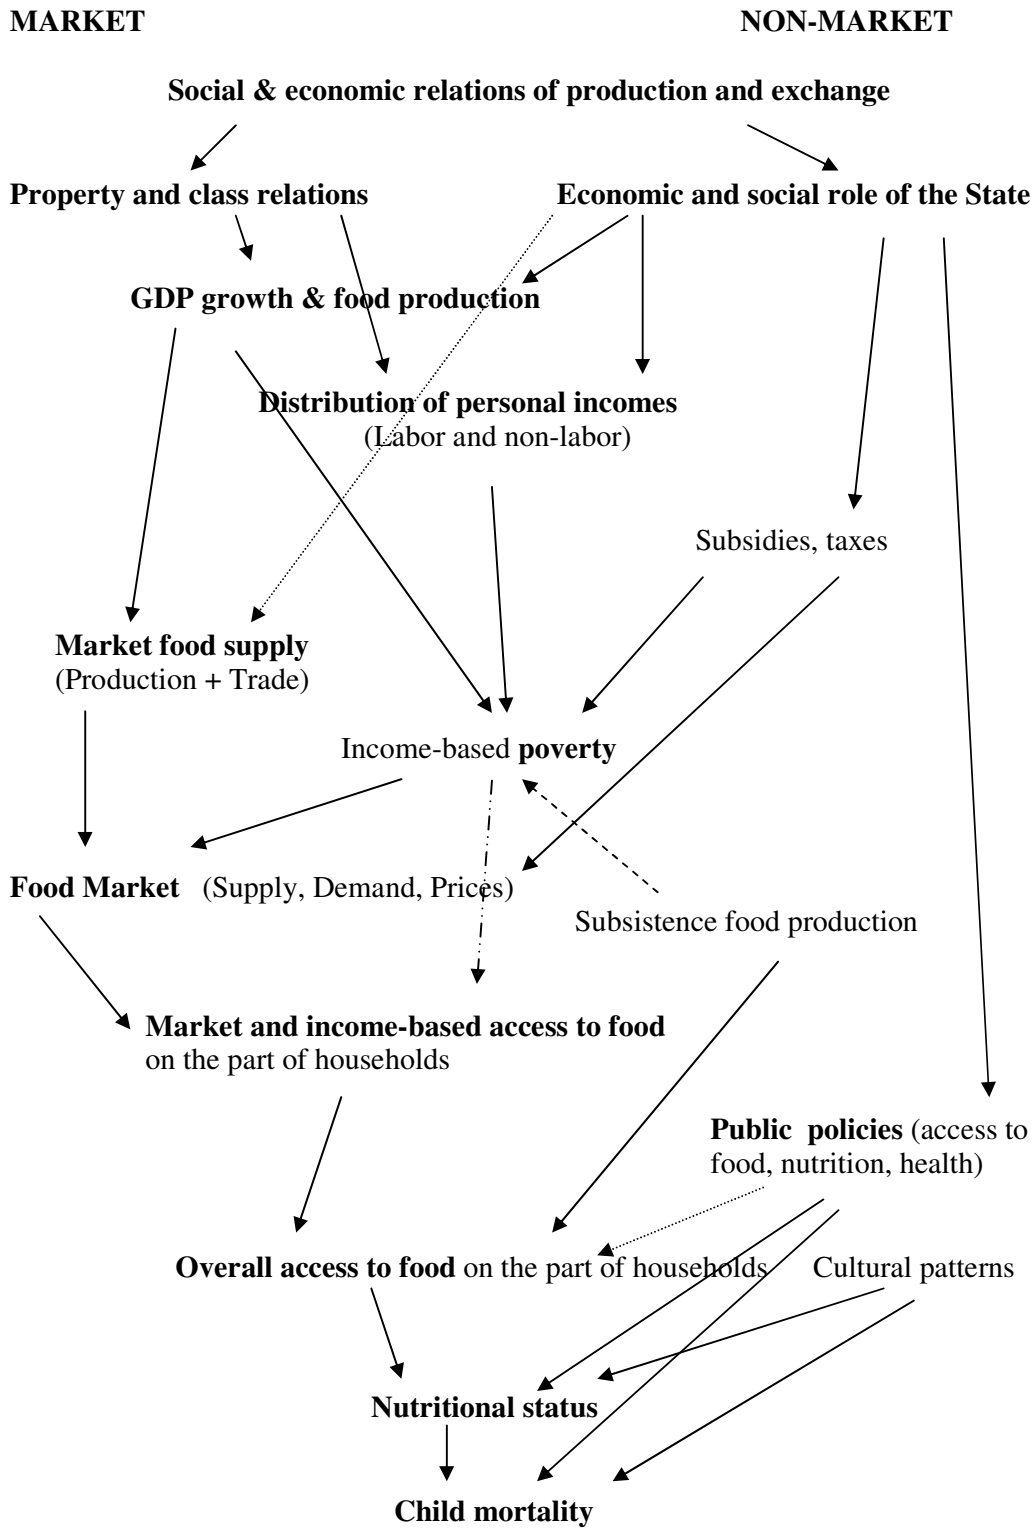 MARKET NON-MARKET
Social & economic relations of production and exchange
Property and class relations Economic and social role of the State
GDP growth & food production
Distribution of personal incomes
(Labor and non-labor)
Subsidies, taxes
Market food supply
(Production + Trade)
Income-based poverty
Food Market (Supply, Demand, Prices)
Subsistence food production
Market and income-based access to food
on the part of households
Public policies (access to
food, nutrition, health)
Overall access to food on the part of households Cultural patterns
Nutritional status
Child mortality